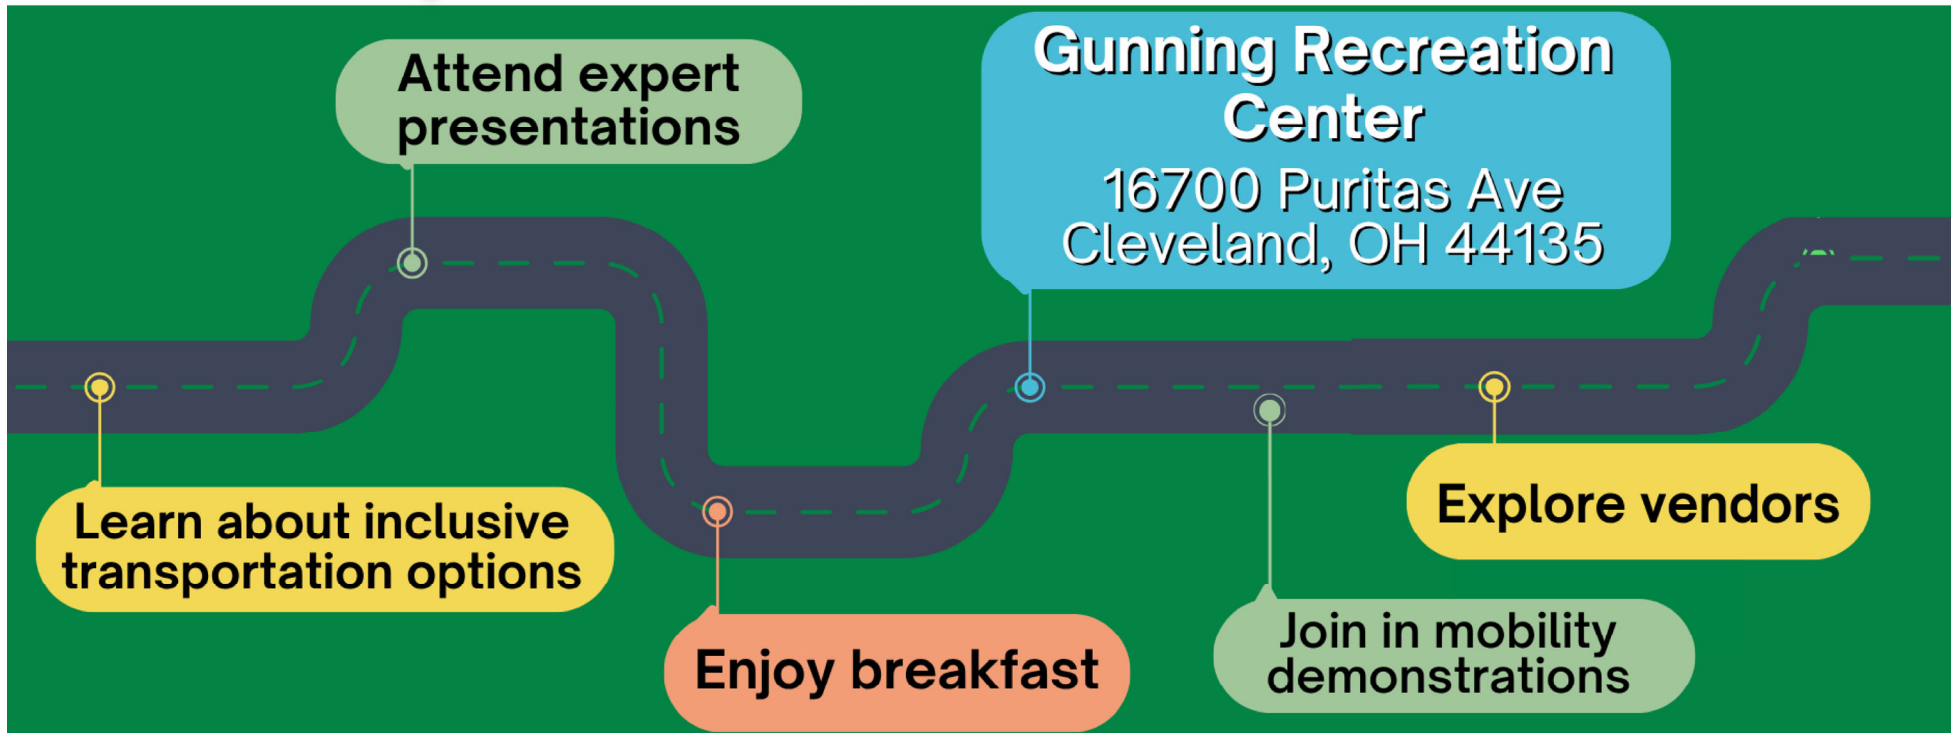 Attend expert
presentations
Gunning Recreation
Center
16700 Puritas Ave
Cleveland, OH 44135
Learn about inclusive
transportation options
Enjoy breakfast
Join in mobility
demonstrations
Explore vendors